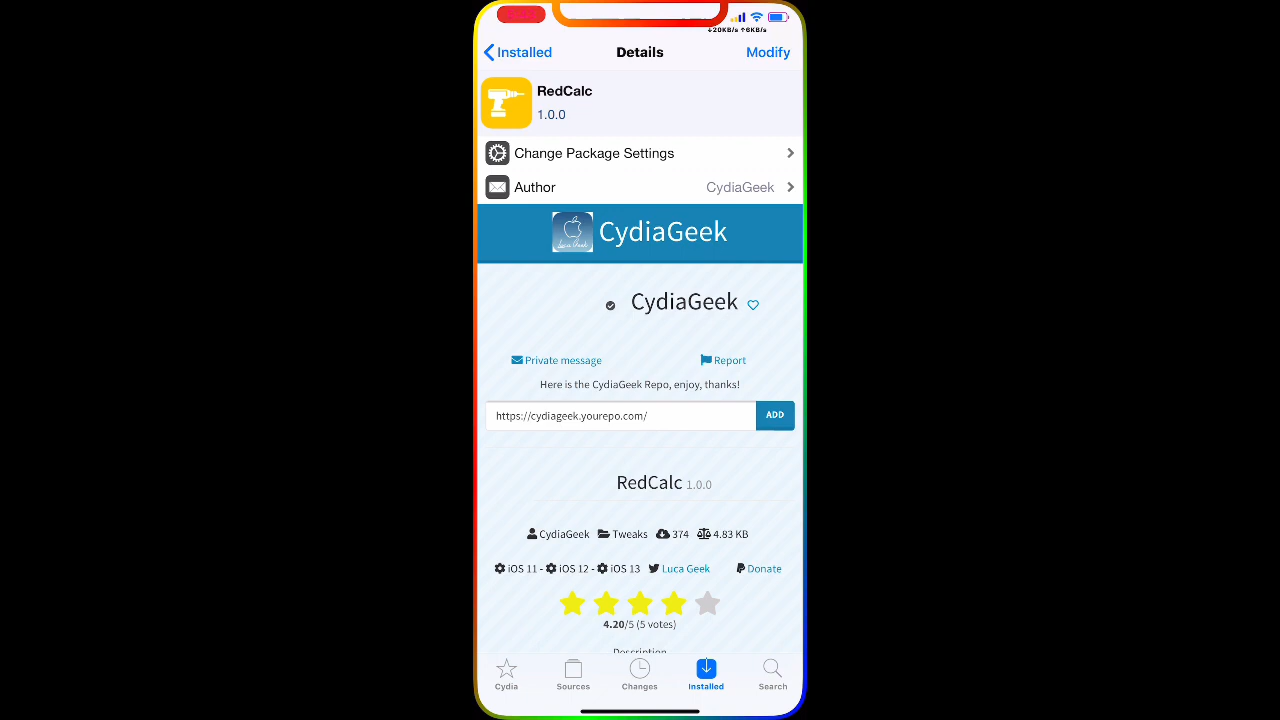 ↓20KB/s ↑6KB/s
Installed Details Modify
RedCalc
1.0.0
Change Package Settings
Author CydiaGeek
Luca Geek CydiaGeek
CydiaGeek
Private message Report
Here is the CydiaGeek Repo, enjoy, thanks!
https://cydiageek.yourepo.com/ ADD
RedCalc 1.0.0
CydiaGeek Tweaks 374 4.83 KB
iOS 11 - iOS 12 - iOS 13 Luca Geek Donate
4.20/5 (5 votes)
Description
Cydia Sources Changes Installed Search